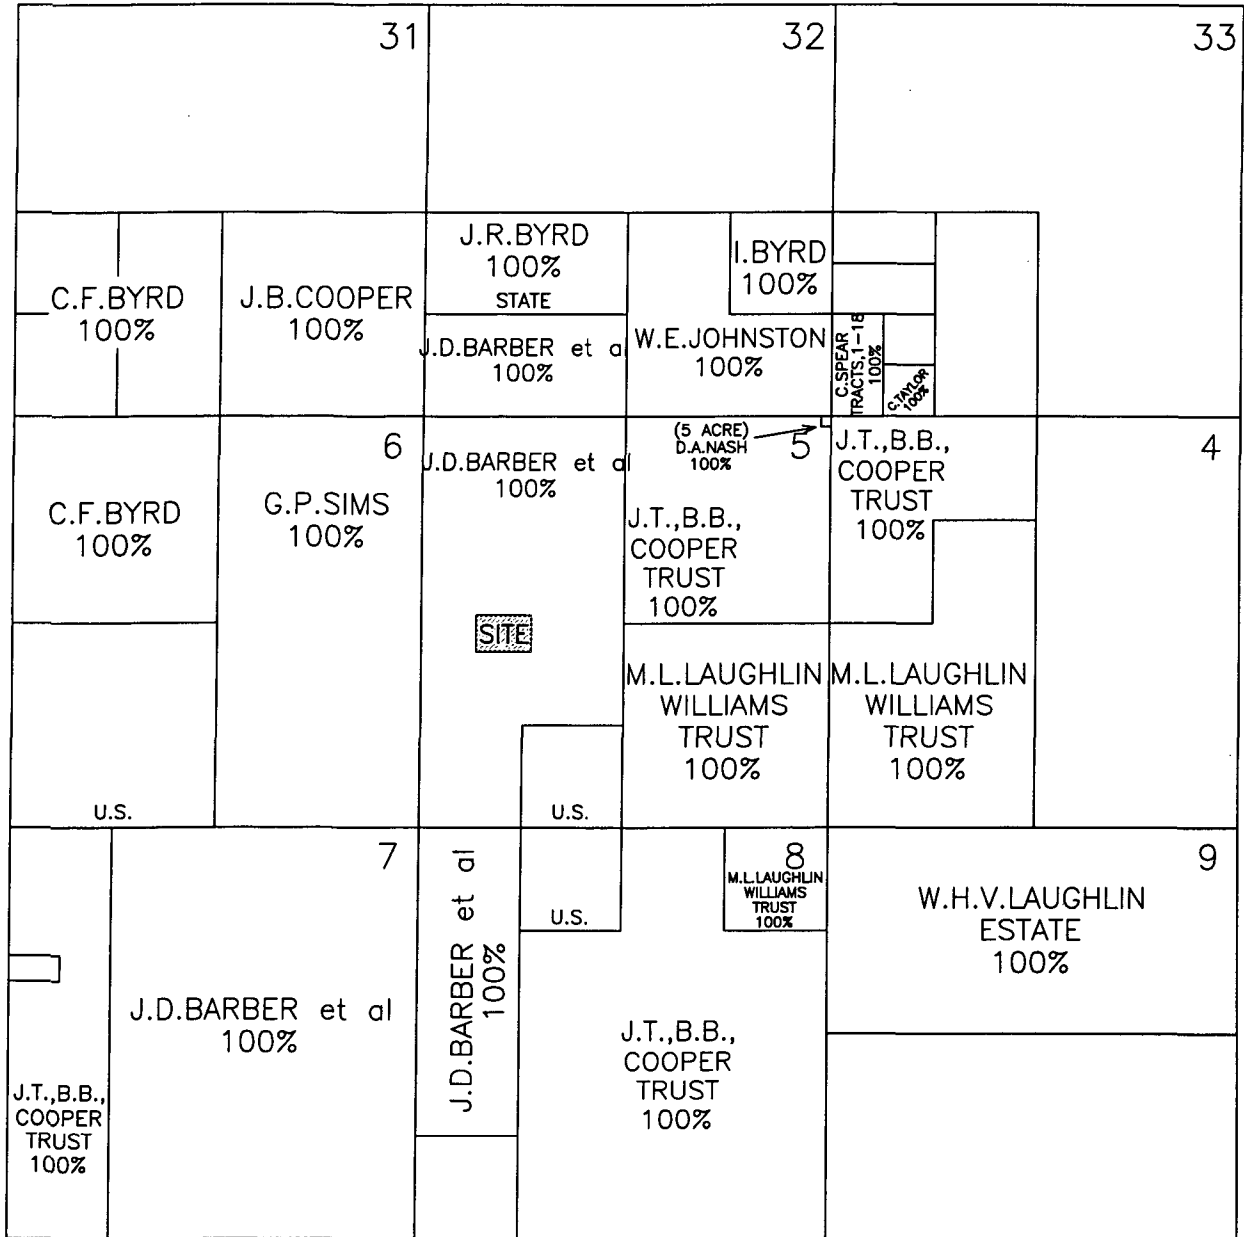 31
32
33
C.F.BYRD
100%
J.B.COOPER
100%
J.R.BYRD
100%
STATE
J.D.BARBER et al
100%
I.BYRD
100%
W.E.JOHNSTON
100%
C.SPEAR
TRACTS,1-18
100%
C.TAYLOR
100%
6
5
4
C.F.BYRD
100%
G.P.SIMS
100%
J.D.BARBER et al
100%
(5 ACRE)
D.A.NASH
100%
J.T.,B.B.,
COOPER
TRUST
100%
J.T.,B.B.,
COOPER
TRUST
100%
SITE
M.L.LAUGHLIN
WILLIAMS
TRUST
100%
M.L.LAUGHLIN
WILLIAMS
TRUST
100%
U.S.
U.S.
7
8
9
J.D.BARBER et al
100%
M.L.LAUGHLIN
WILLIAMS
TRUST
100%
U.S.
W.H.V.LAUGHLIN
ESTATE
100%
J.D.BARBER et al
100%
J.T.,B.B.,
COOPER
TRUST
100%
J.T.,B.B.,
COOPER
TRUST
100%